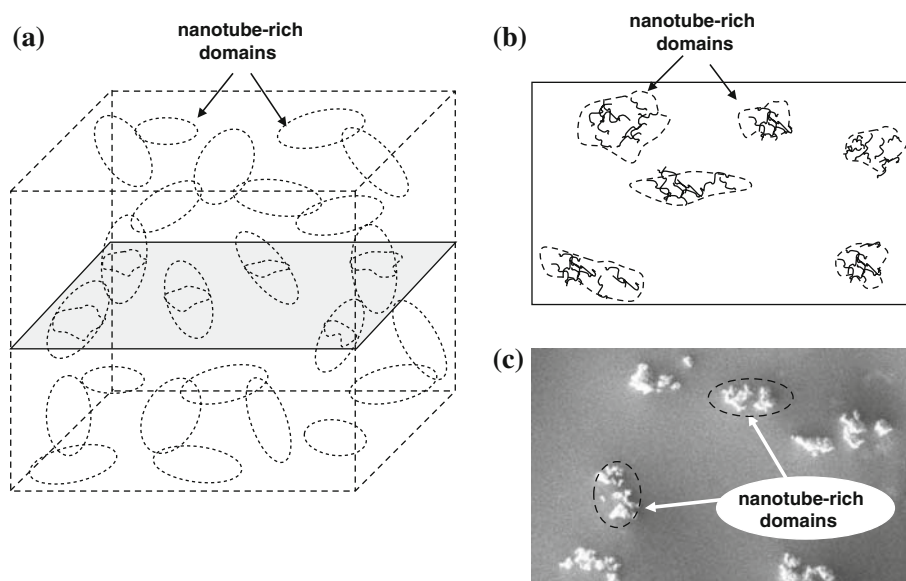 (a)
nanotube-rich
domains
(b)
nanotube-rich
domains
(c)
nanotube-rich
domains